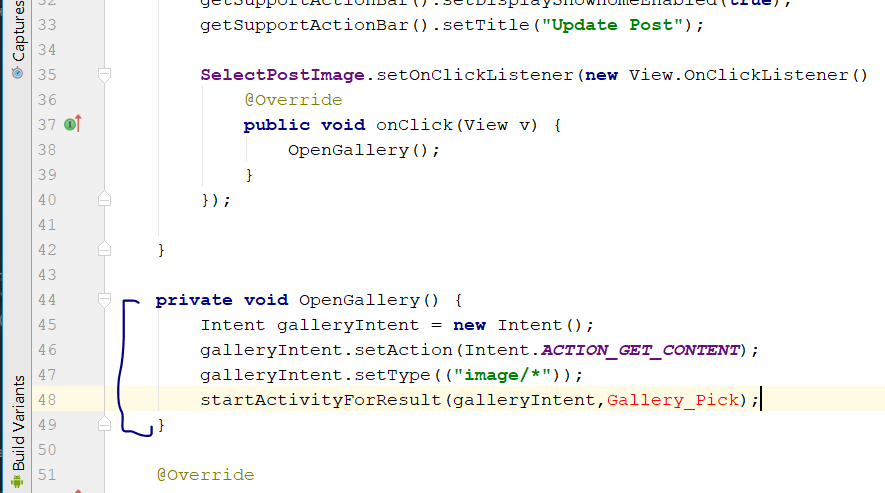 Captures
Build Variants
32 getSupportActionBar().setDisplayShowHomeEnabled(true);
33 getSupportActionBar().setTitle("Update Post");
34
35 SelectPostImage.setOnClickListener(new View.OnClickListener()
36 @Override
37 public void onClick(View v) {
38 OpenGallery();
39 }
40 });
41
42 }
43
44 private void OpenGallery() {
45 Intent galleryIntent = new Intent();
46 galleryIntent.setAction(Intent.ACTION_GET_CONTENT);
47 galleryIntent.setType(("image/*"));
48 startActivityForResult(galleryIntent,Gallery_Pick);
49 }
50
51 @Override